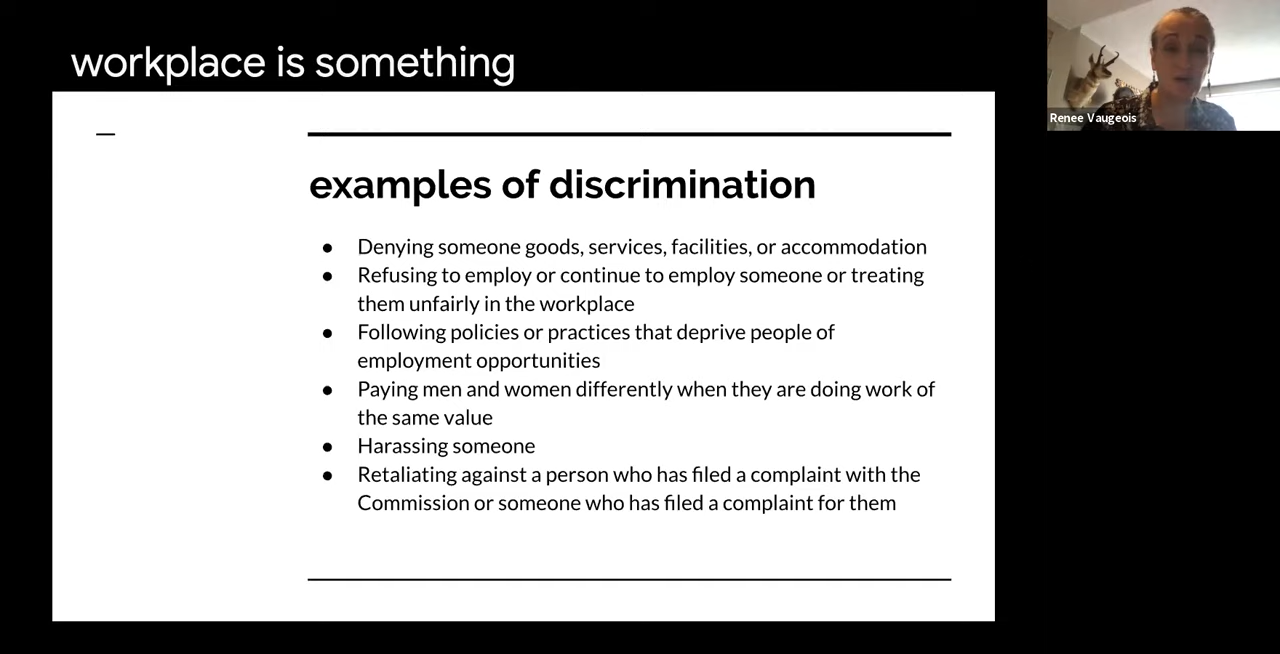 workplace is something
Renee Vaugeois
examples of discrimination
● Denying someone goods, services, facilities, or accommodation
● Refusing to employ or continue to employ someone or treating
them unfairly in the workplace
● Following policies or practices that deprive people of
employment opportunities
● Paying men and women differently when they are doing work of
the same value
● Harassing someone
● Retaliating against a person who has filed a complaint with the
Commission or someone who has filed a complaint for them